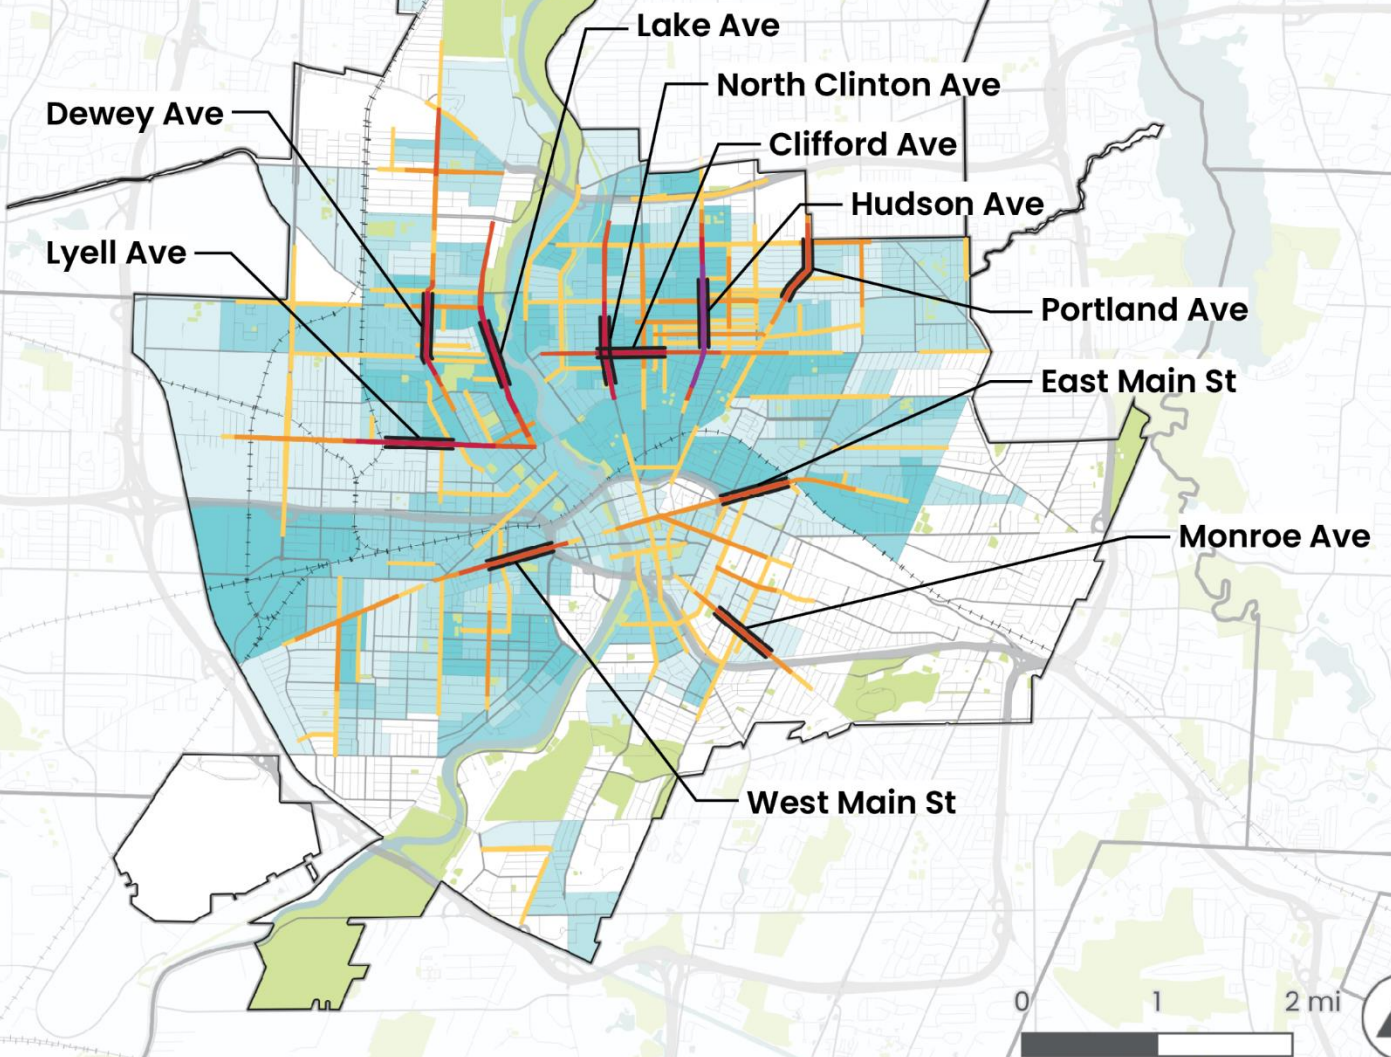 Lake Ave
North Clinton Ave
Dewey Ave
Clifford Ave
Hudson Ave
Lyell Ave
Portland Ave
East Main St
Monroe Ave
West Main St
0 1 2 mi